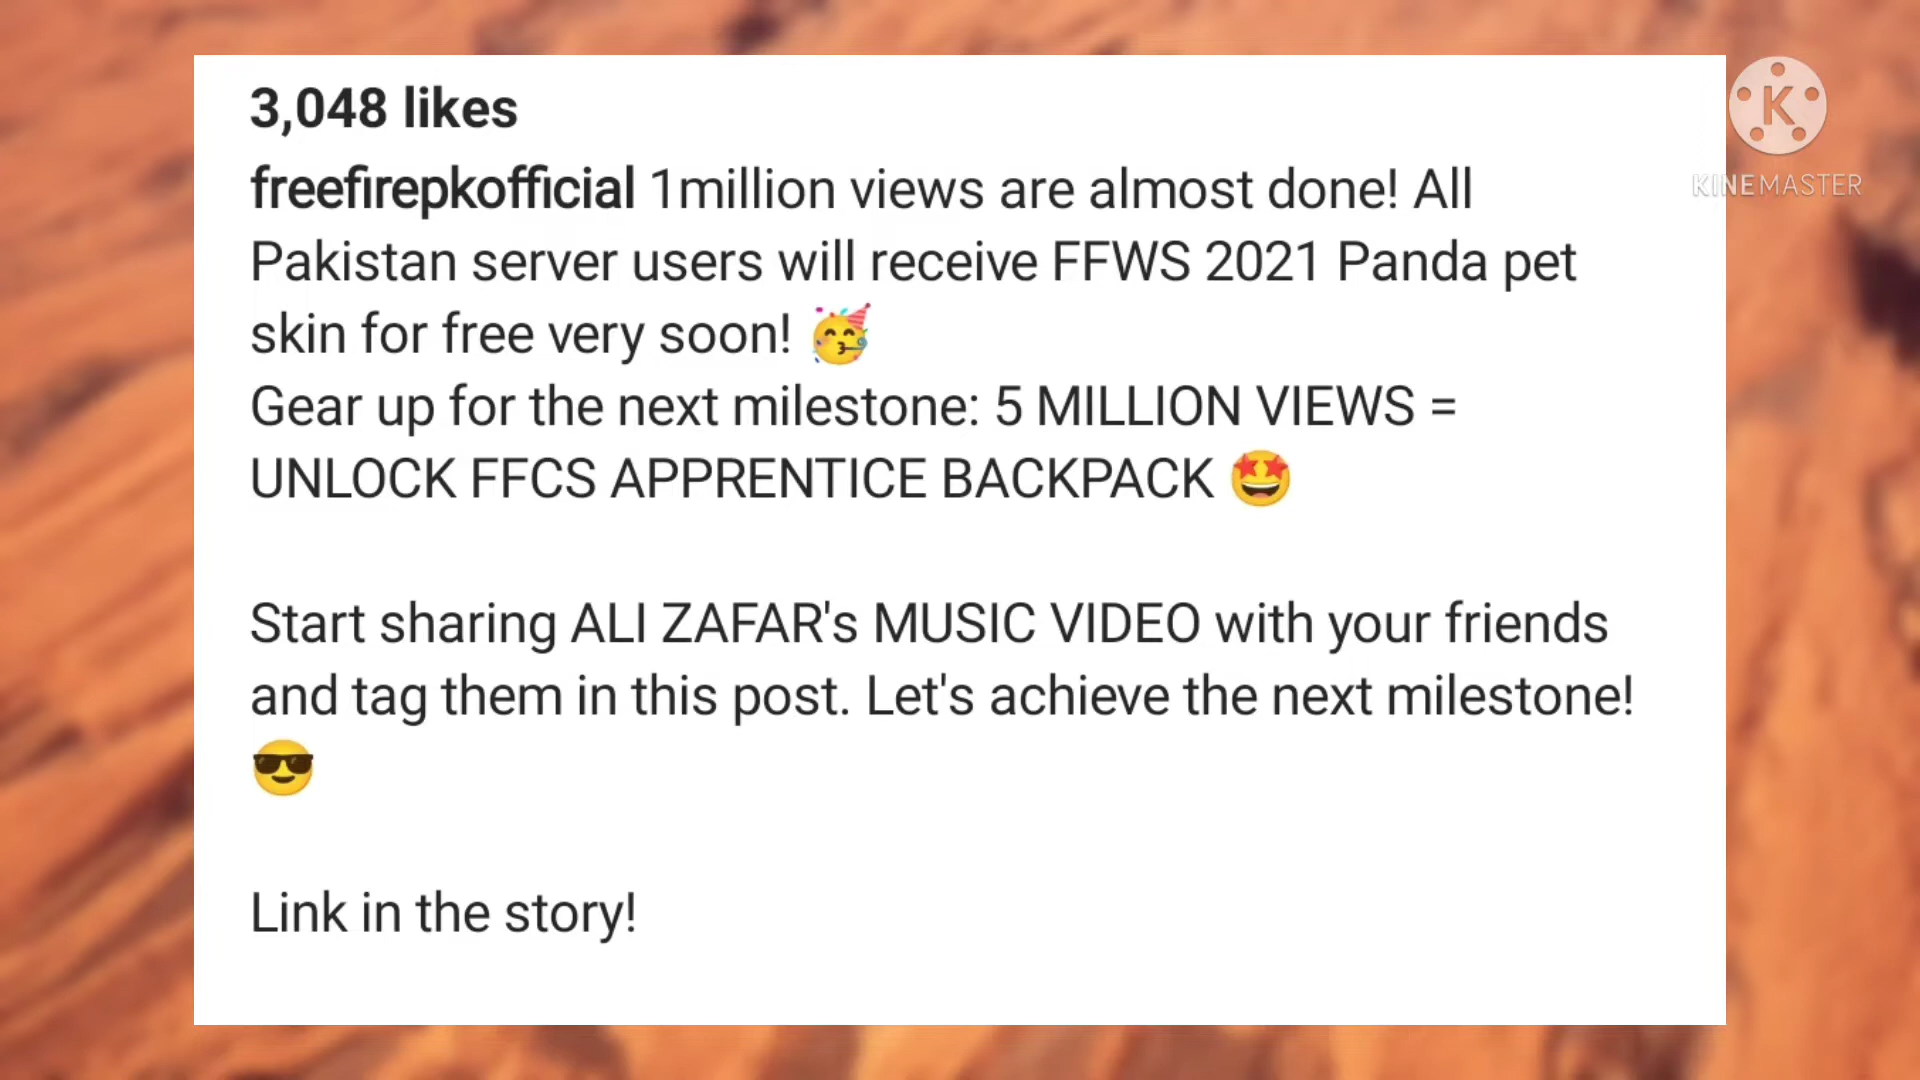 3,048 likes
freefirepkofficial 1million views are almost done! All
Pakistan server users will receive FFWS 2021 Panda pet
skin for free very soon! 🥳
Gear up for the next milestone: 5 MILLION VIEWS =
UNLOCK FFCS APPRENTICE BACKPACK 🤩
Start sharing ALI ZAFAR's MUSIC VIDEO with your friends
and tag them in this post. Let's achieve the next milestone!
😎
Link in the story!
K
KINEMASTER